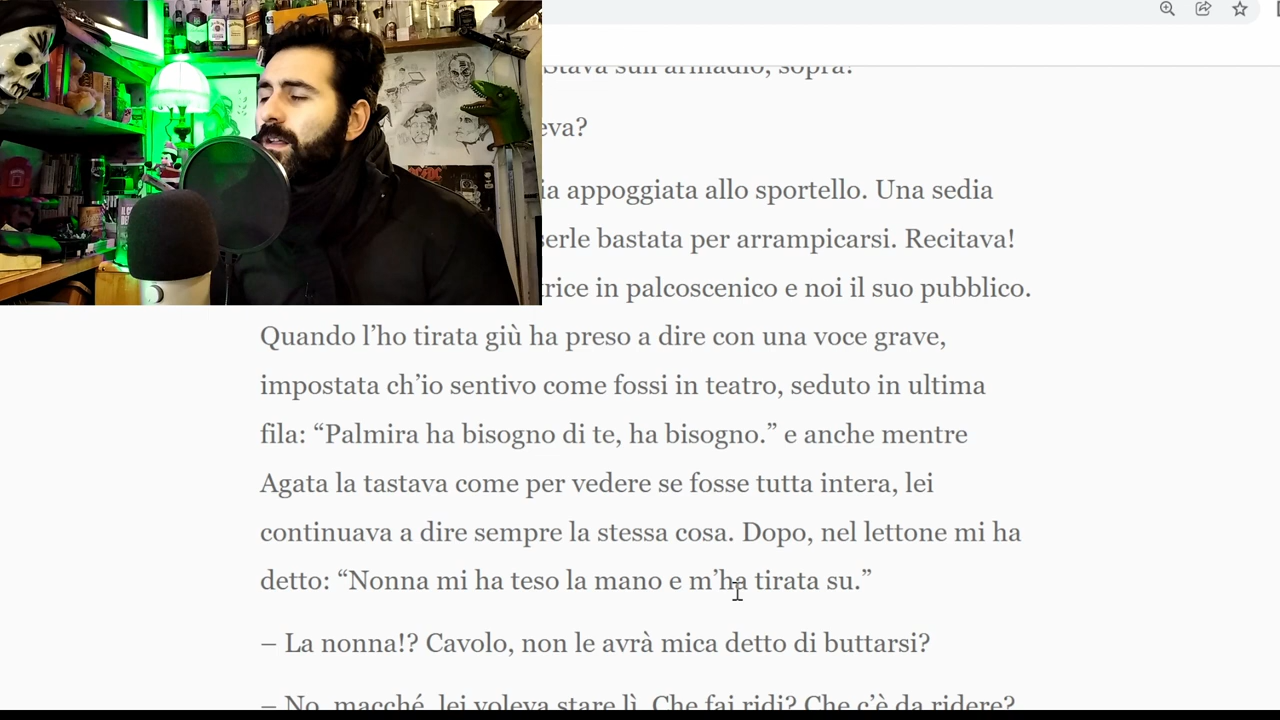 Stava sull'armadio, sopra?
eva?
ia appoggiata allo sportello. Una sedia
serle bastata per arrampicarsi. Recitava!
trice in palcoscenico e noi il suo pubblico.
Quando l’ho tirata giù ha preso a dire con una voce grave,
impostata ch’io sentivo come fossi in teatro, seduto in ultima
fila: “Palmira ha bisogno di te, ha bisogno.” e anche mentre
Agata la tastava come per vedere se fosse tutta intera, lei
continuava a dire sempre la stessa cosa. Dopo, nel lettone mi ha
detto: “Nonna mi ha teso la mano e m’ha tirata su.”
– La nonna!? Cavolo, non le avrà mica detto di buttarsi?
– No, macché, lei voleva stare lì. Che fai ridi? Che c’è da ridere?
AC DC